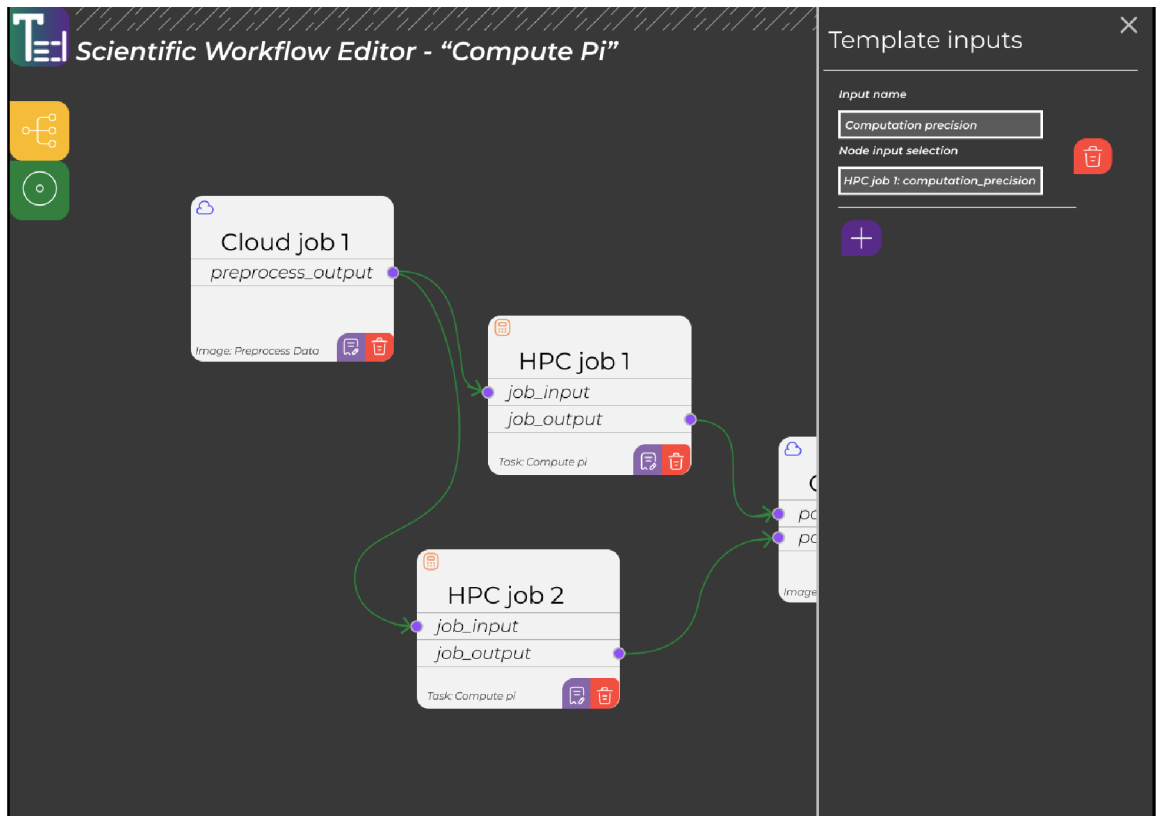 Scientific Workflow Editor - “Compute Pi”
Template inputs
Input name
Computation precision
Node input selection
HPC job 1: computation_precision
Cloud job 1
preprocess_output
Image: Preprocess Data
HPC job 1
job_input
job_output
Task: Compute pi
HPC job 2
job_input
job_output
Task: Compute pi
Image